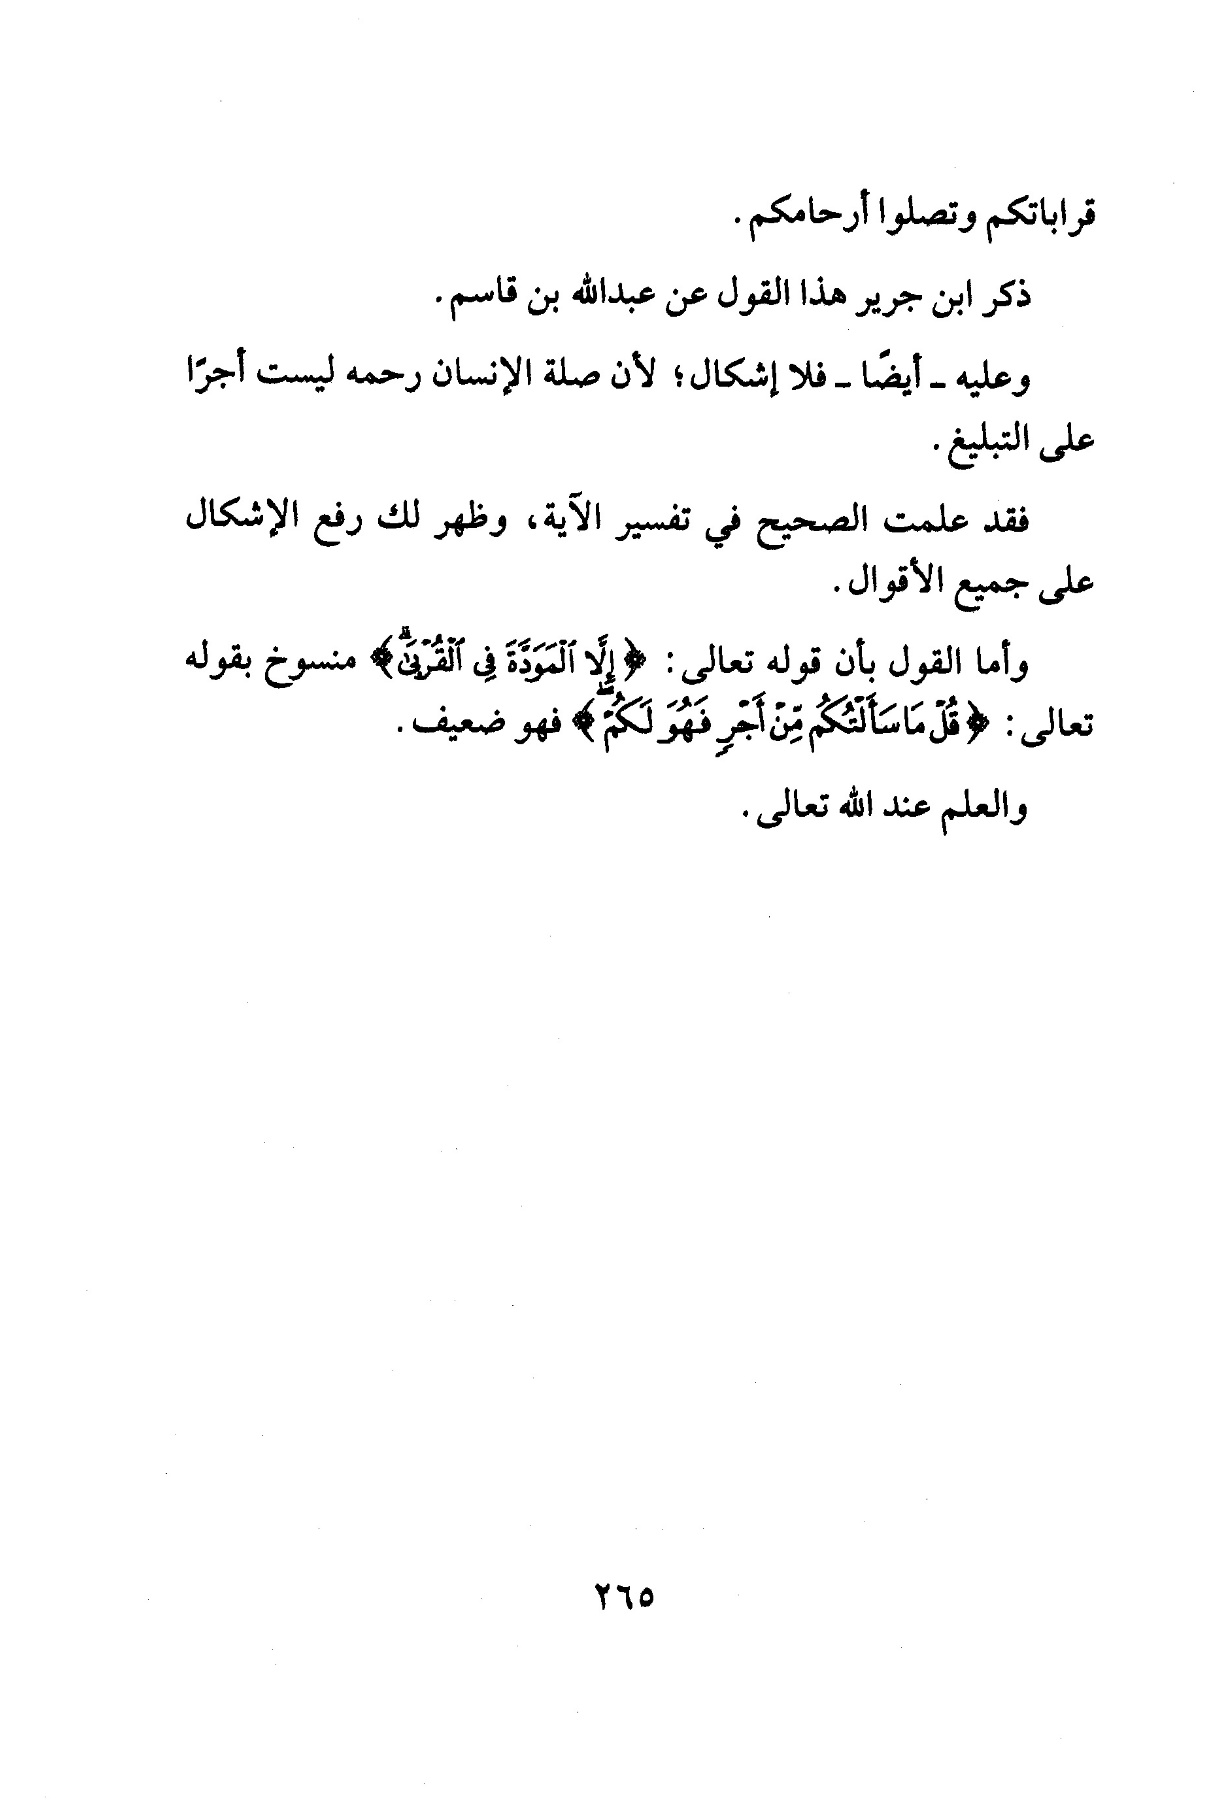 قراباتكم وتصلوا أرحامكم.
ذكر ابن جرير هذا القول عن عبدالله بن قاسم.
وعليه ـ أيضًا ـ فلا إشكال؛ لأن صلة الإنسان رحمه ليست أجرًا
على التبليغ.
فقد علمت الصحيح في تفسير الآية، وظهر لك رفع الإشكال
على جميع الأقوال.
وأما القول بأن قوله تعالى: ﴿إِلَّا ٱلْمَوَدَّةَ فِى ٱلْقُرْبَىٰۗ﴾ منسوخ بقوله
تعالى: ﴿قُلْ مَا سَأَلْتُكُم مِّنْ أَجْرٍ فَهُوَ لَكُمْۖ﴾ فهو ضعيف.
والعلم عند الله تعالى.
٢٦٥